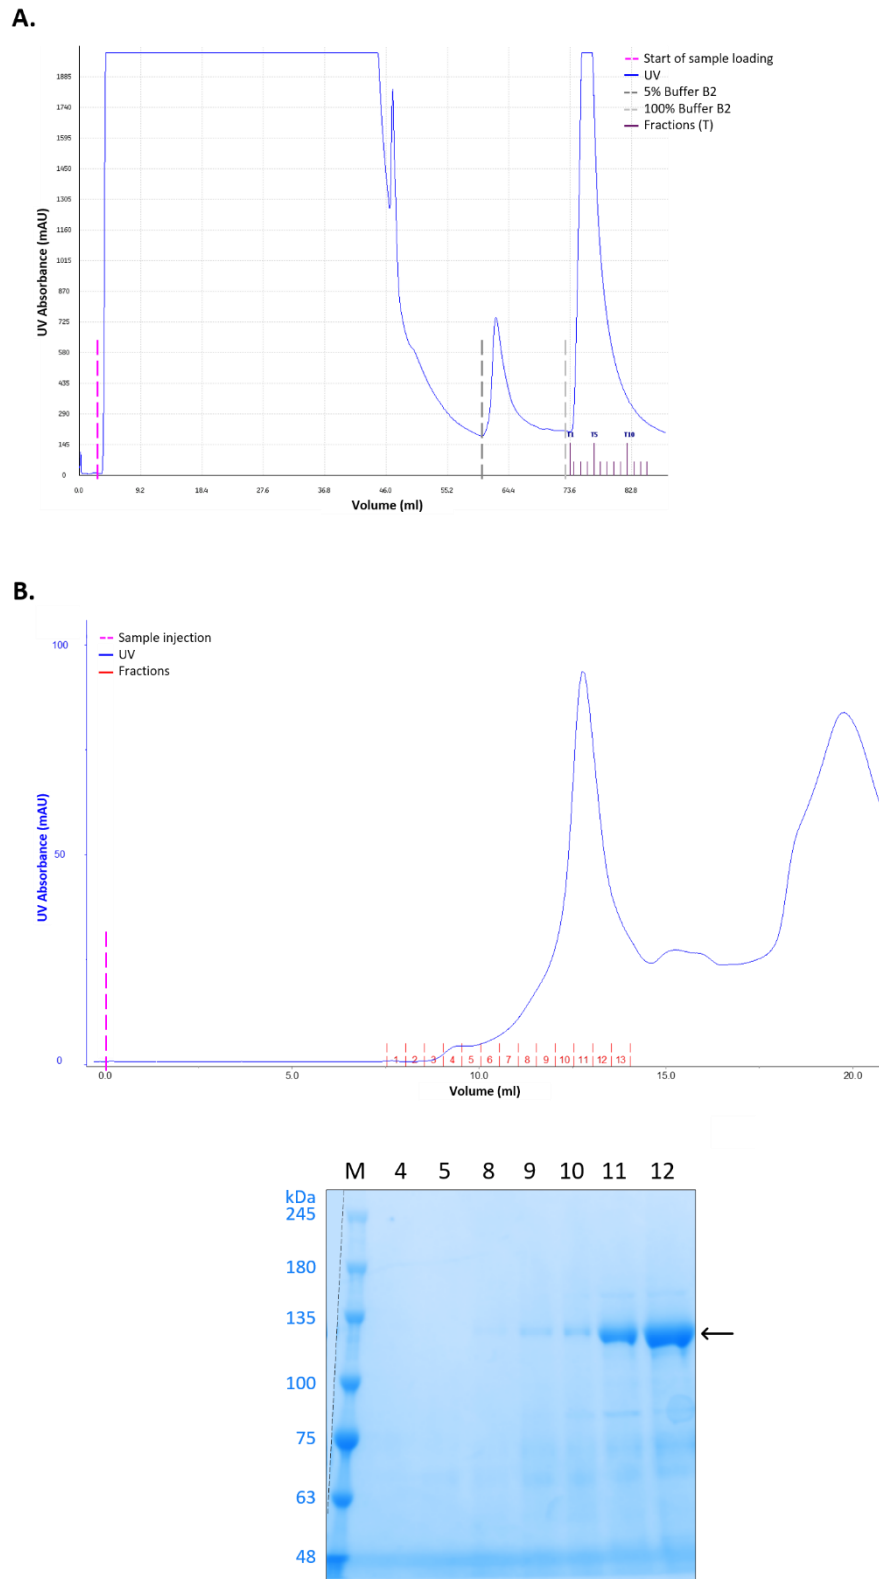 A.
Start of sample loading
UV
5% Buffer B2
100% Buffer B2
Fractions (T)
UV Absorbance (mAU)
1885
1740
1595
1450
1305
1160
1015
870
725
580
435
290
145
0
T1 T5 T10
0.0 9.2 18.4 27.6 36.8 46.0 55.2 64.4 73.6 82.8
Volume (ml)
B.
Sample injection
UV
Fractions
UV Absorbance (mAU)
100
50
0
1 2 3 4 5 6 7 8 9 10 11 12 13
0.0 5.0 10.0 15.0 20.0
Volume (ml)
M 4 5 8 9 10 11 12
kDa
245
180
135
100
75
63
48